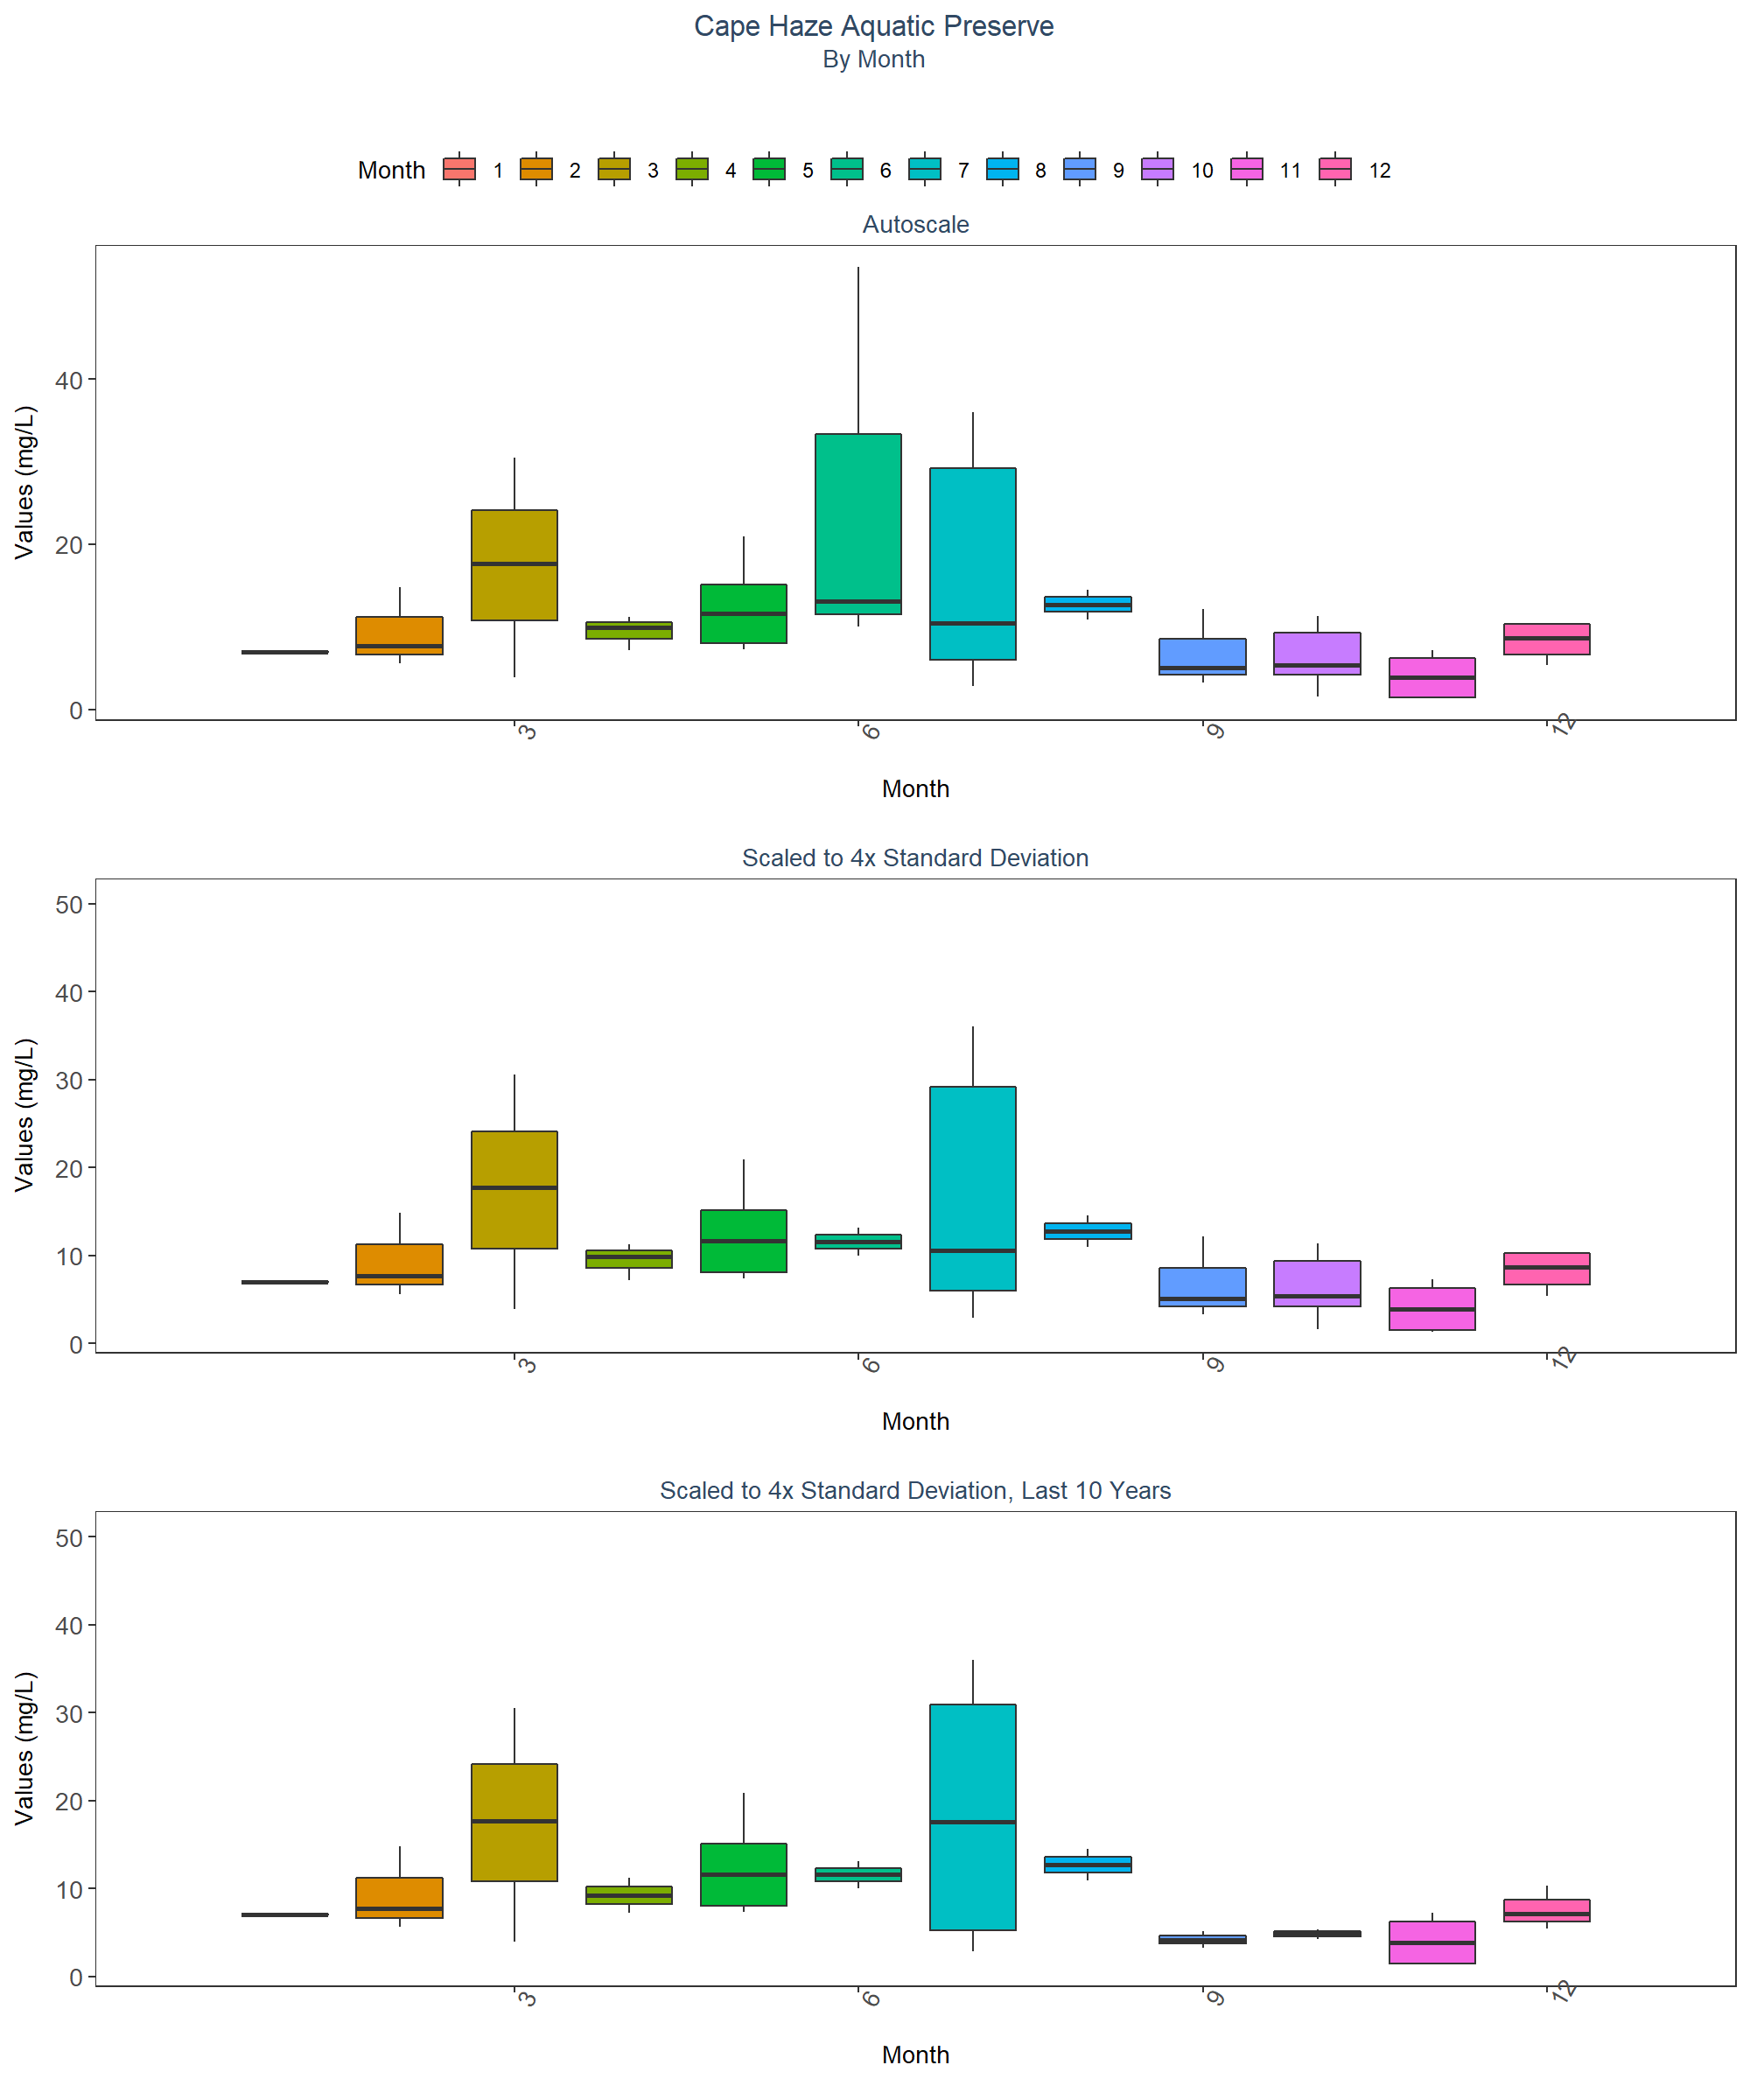 Cape Haze Aquatic Preserve
By Month
Month 1 2 3 4 5 6 7 8 9 10 11 12
Autoscale
Values (mg/L)
40
20
0
3 6 9 12
Month
Scaled to 4x Standard Deviation
Values (mg/L)
50
40
30
20
10
0
3 6 9 12
Month
Scaled to 4x Standard Deviation, Last 10 Years
Values (mg/L)
50
40
30
20
10
0
3 6 9 12
Month